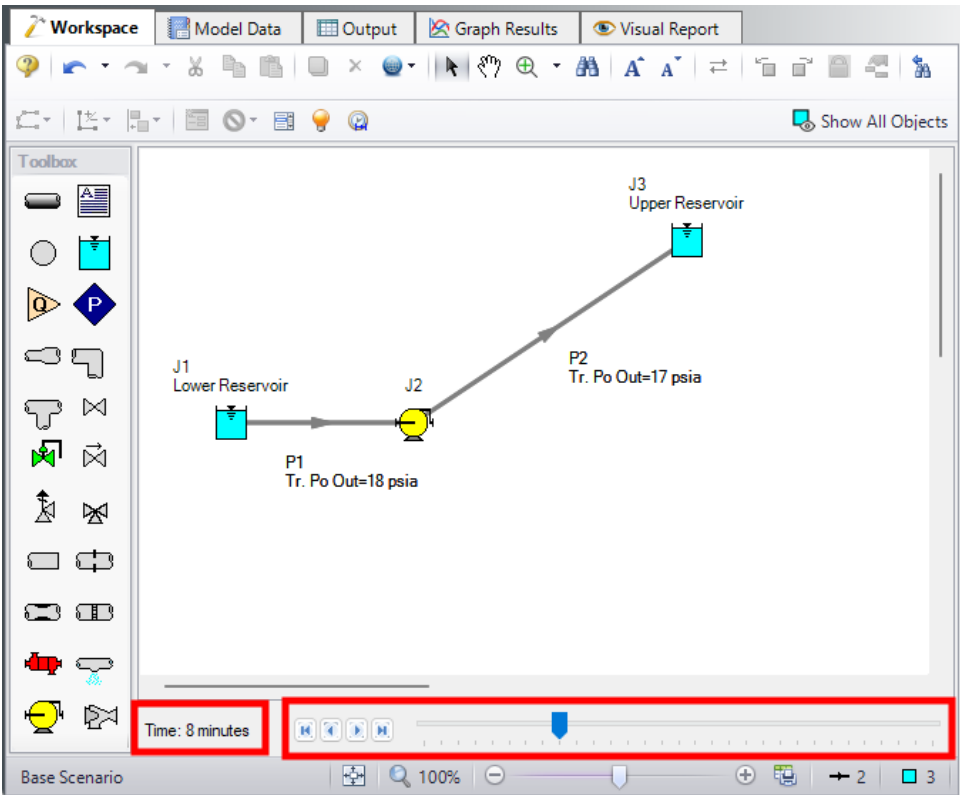 Workspace
Model Data
Output
Graph Results
Visual Report
A A
Show All Objects
Toolbox
A
Q
P
J3
Upper Reservoir
J1
Lower Reservoir
J2
P2
Tr. Po Out=17 psia
P1
Tr. Po Out=18 psia
Time: 8 minutes
Base Scenario
100%
2
3